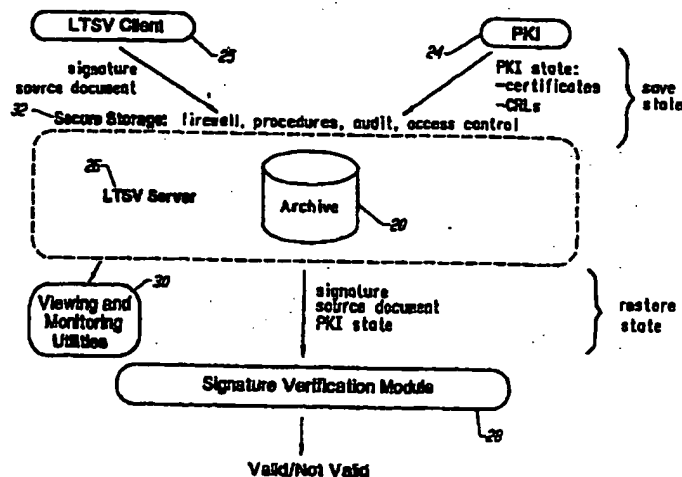 LTSV Client
23
24
PKI
signature
source document
PKI state:
-certificates
-CRLs
save
state
32
Secure Storage: firewall, procedures, audit, access control
26
LTSV Server
Archive
20
30
Viewing and
Monitoring
Utilities
signature
source document
PKI state
restore
state
Signature Verification Module
28
Valid/Not Valid